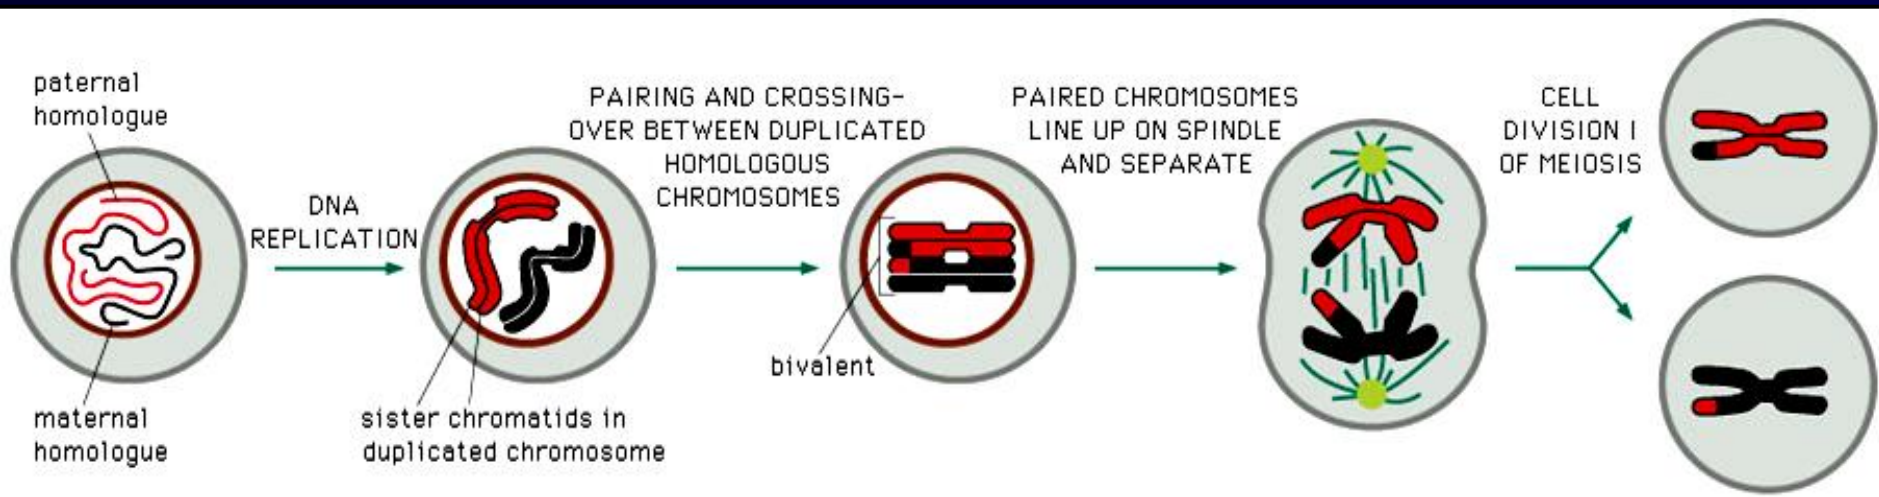 paternal
homologue
maternal
homologue
DNA
REPLICATION
sister chromatids in
duplicated chromosome
PAIRING AND CROSSING-
OVER BETWEEN DUPLICATED
HOMOLOGOUS
CHROMOSOMES
bivalent
PAIRED CHROMOSOMES
LINE UP ON SPINDLE
AND SEPARATE
CELL
DIVISION I
OF MEIOSIS